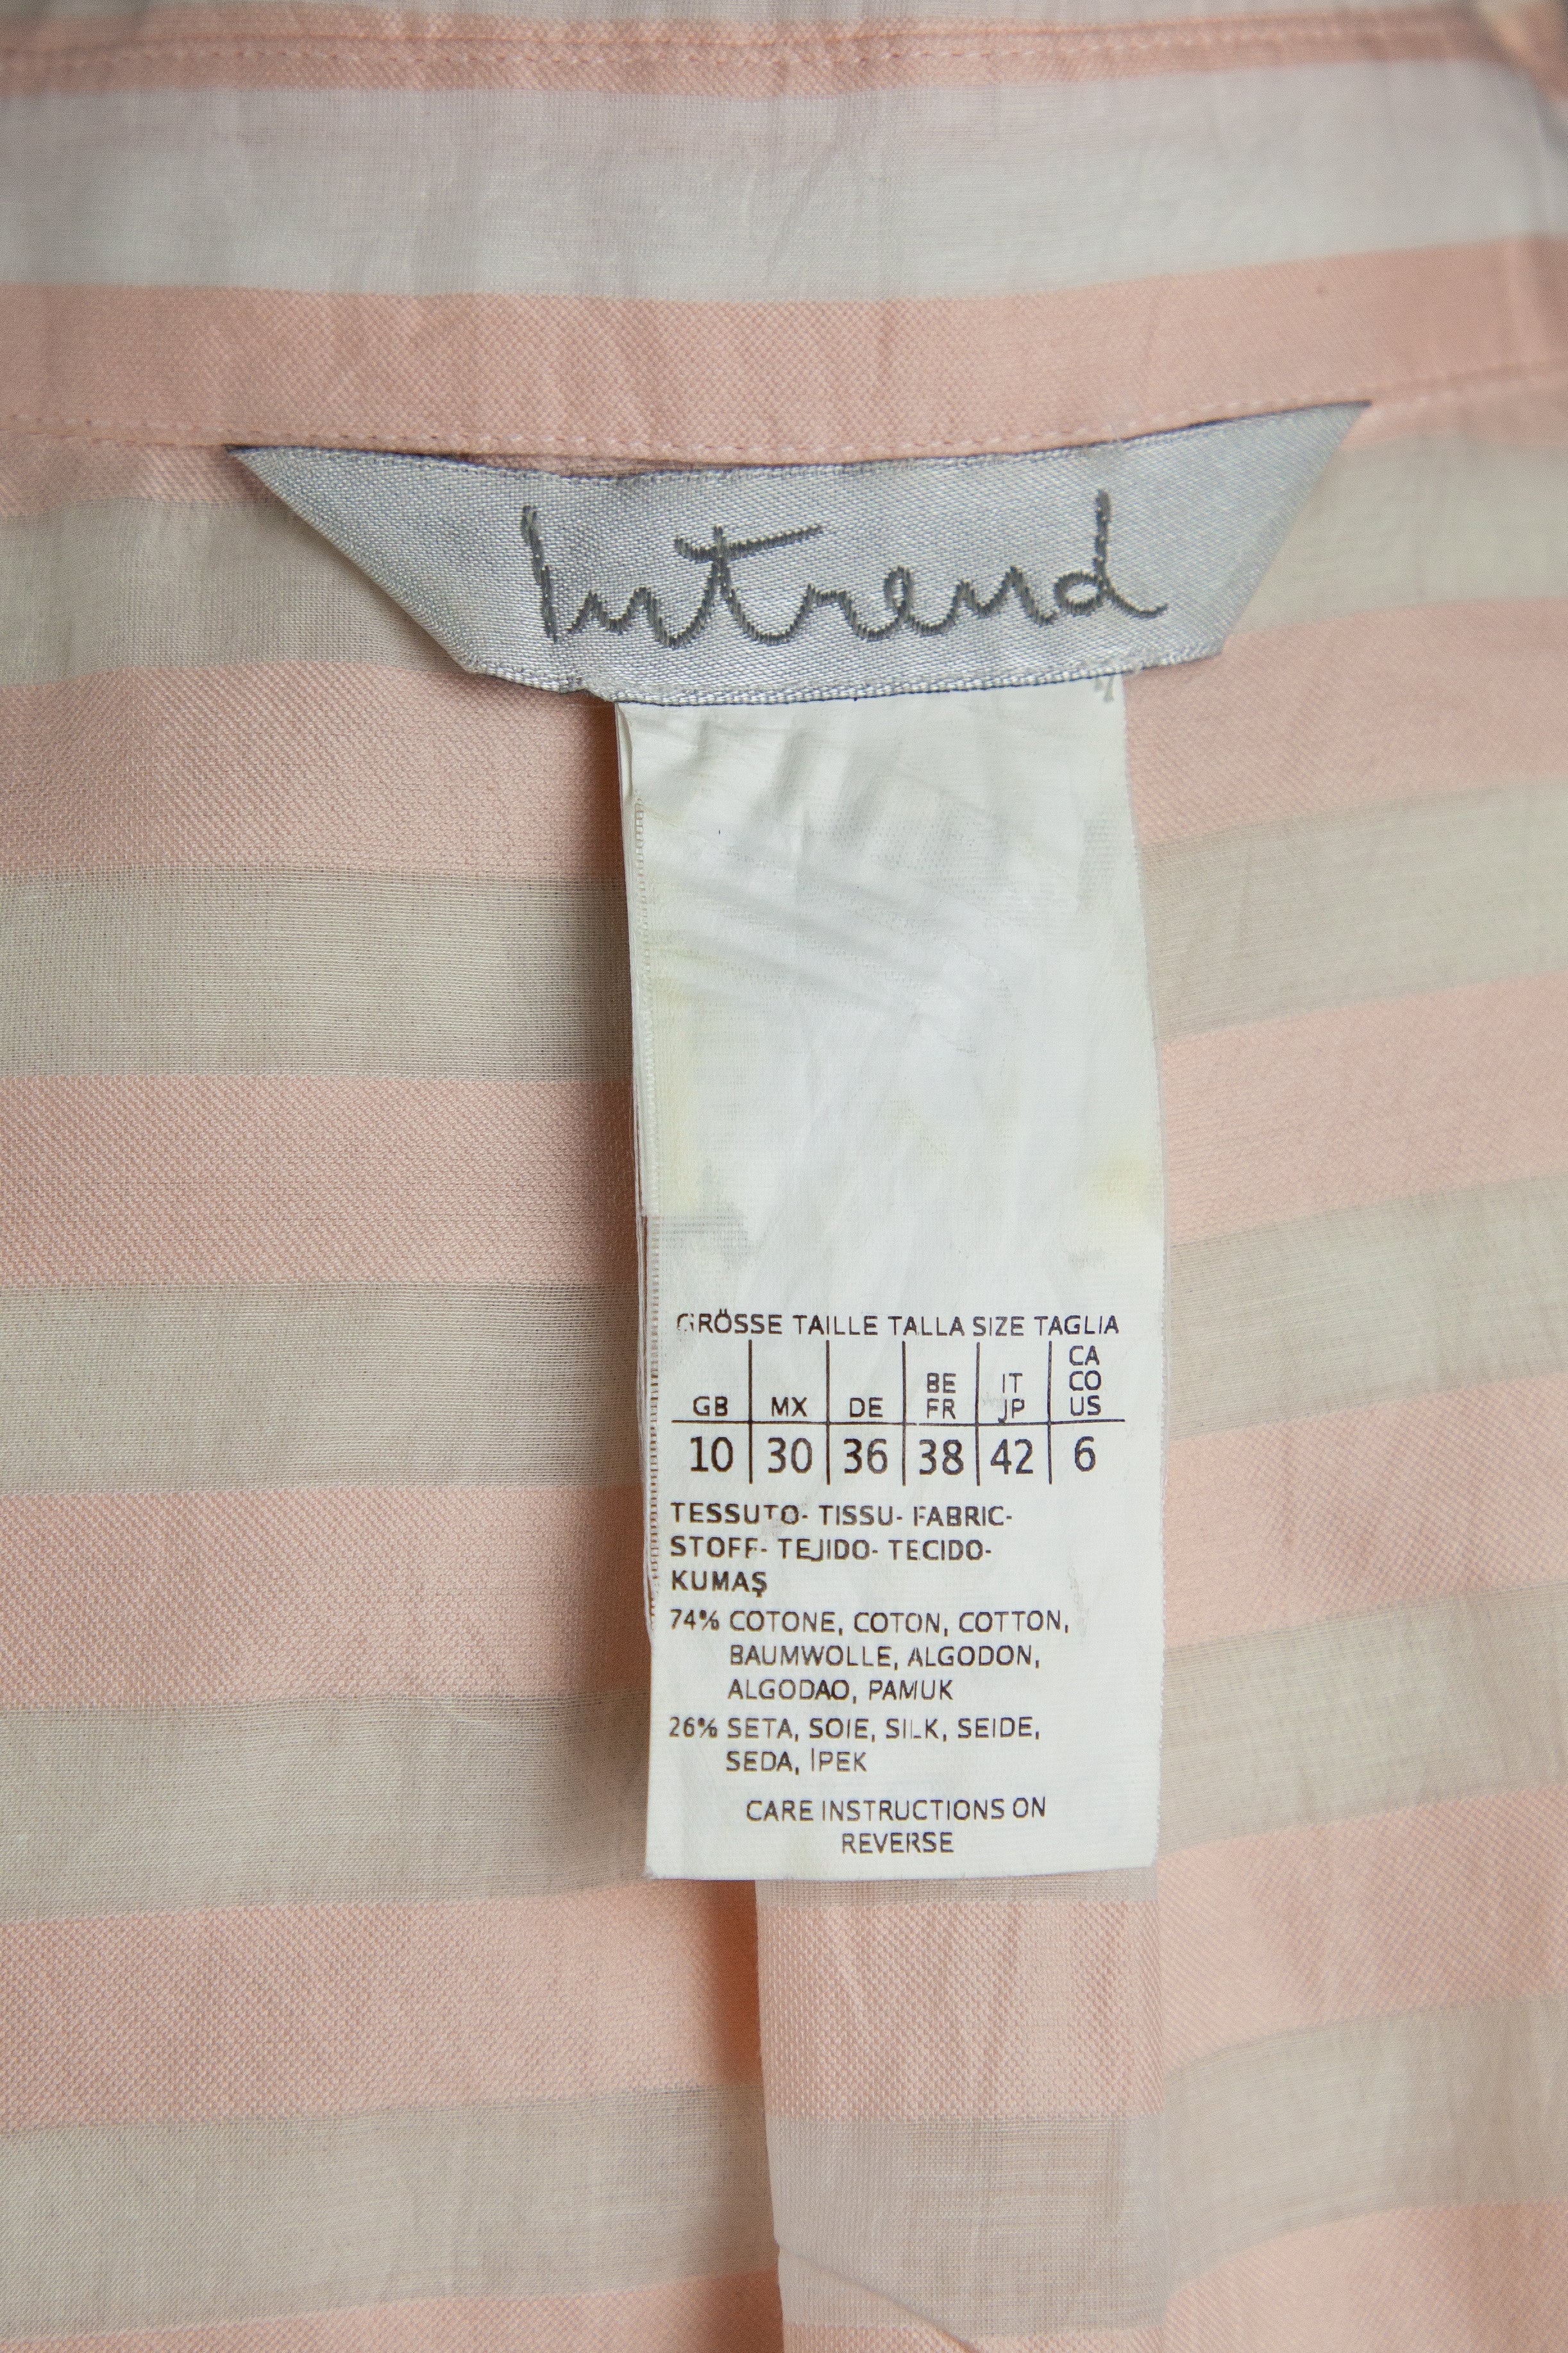 Intrend
GRÖSSE TAILLE TALLA SIZE TAGLIA
CA
BE IT CO
GB MX DE FR JP US
10 30 36 38 42 6
TESSUTO- TISSU- FABRIC-
STOFF- TEJIDO- TECIDO-
KUMAŞ
74% COTONE, COTON, COTTON,
BAUMWOLLE, ALGODON,
ALGODAO, PAMUK
26% SETA, SOIE, SILK, SEIDE,
SEDA, İPEK
CARE INSTRUCTIONS ON
REVERSE